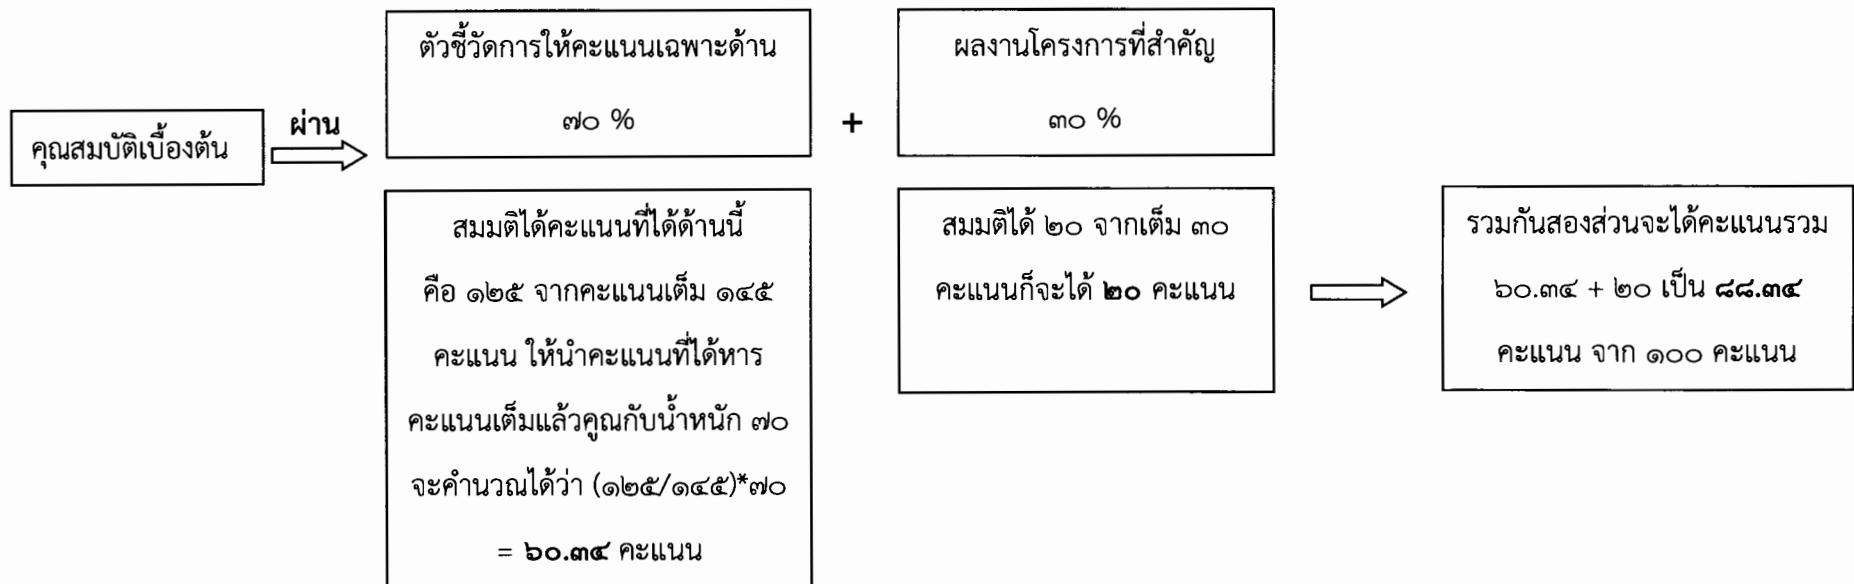 คุณสมบัติเบื้องต้น
ผ่าน
ตัวชี้วัดการให้คะแนนเฉพาะด้าน
๗๐ %
+
ผลงานโครงการที่สำคัญ
๓๐ %
สมมติได้คะแนนที่ได้ด้านนี้
คือ ๑๒๕ จากคะแนนเต็ม ๑๔๕
คะแนน ให้นำคะแนนที่ได้หาร
คะแนนเต็มแล้วคูณกับน้ำหนัก ๗๐
จะคำนวณได้ว่า (๑๒๕/๑๔๕)*๗๐
= ๖๐.๓๔ คะแนน
สมมติได้ ๒๐ จากเต็ม ๓๐
คะแนนก็จะได้ ๒๐ คะแนน
รวมกันสองส่วนจะได้คะแนนรวม
๖๐.๓๔ + ๒๐ เป็น ๘๘.๓๔
คะแนน จาก ๑๐๐ คะแนน